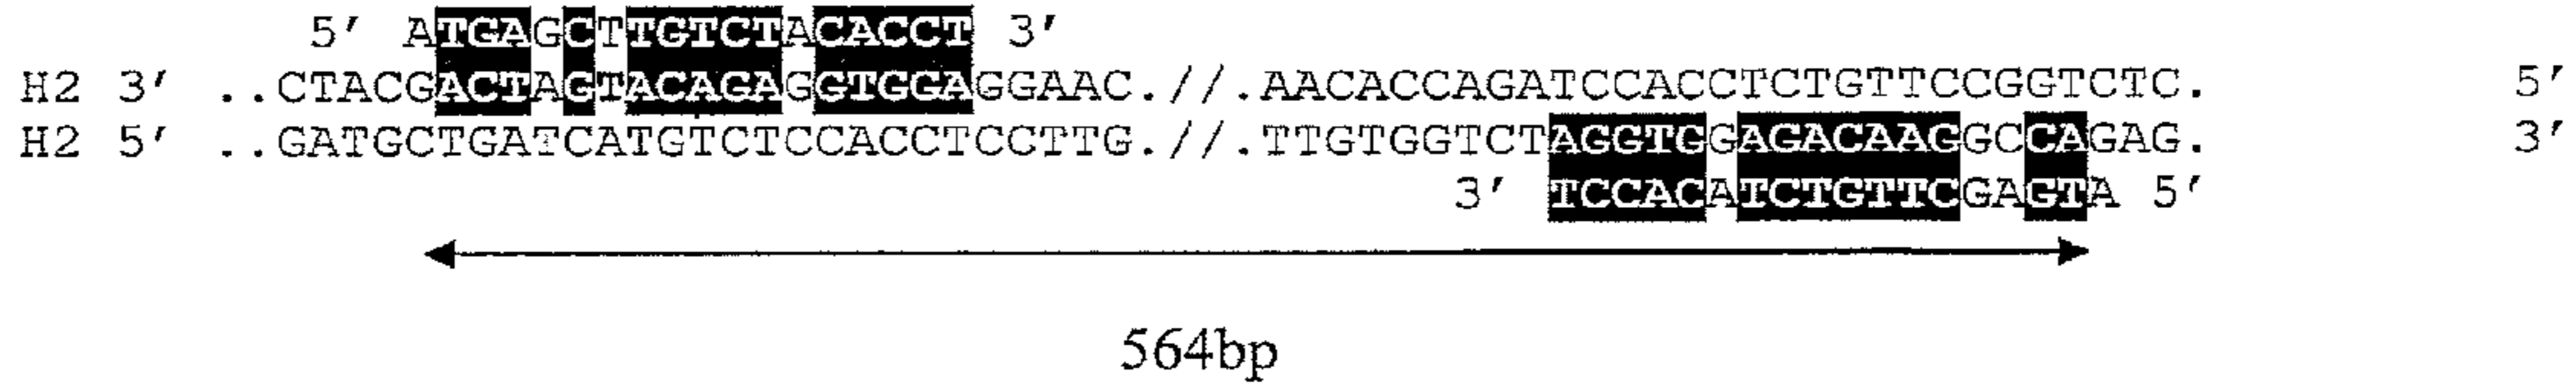 5′ ATGAGCTTGTCTACACCT 3′
H2 3′ ..CTACGACTAGTACAGAGGTGGAGGAAC.//.AACACCAGATCCACCTCTGTTCCGGTCTC. 5′
H2 5′ ..GATGCTGATCATGTCTCCACCTCCTTG.//.TTGTGGTCTAGGTGGAGACAAGGCCAGAG. 3′
3′ TCCACATCTGTTCGAGTA 5′
564bp